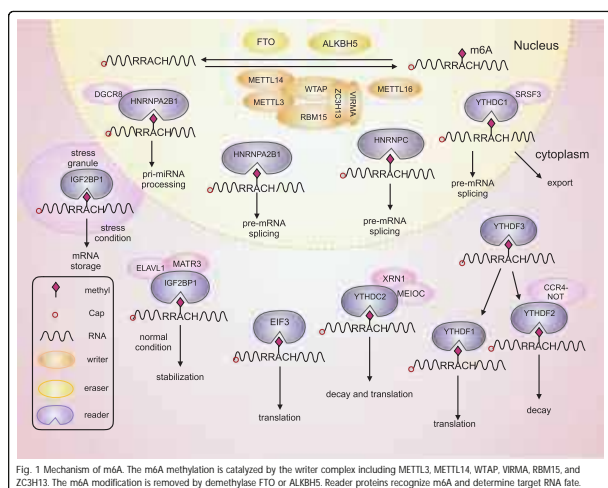 FTO
ALKBH5
Nucleus
RRACH
m6A
RRACH
METTL14
METTL3
WTAP
RBM15
ZC3H13
VIRMA
METTL16
DGCR8
HNRNPA2B1
RRACH
pri-miRNA
processing
HNRNPA2B1
RRACH
pre-mRNA
splicing
HNRNPC
RRACH
pre-mRNA
splicing
YTHDC1
SRSF3
RRACH
pre-mRNA
splicing
cytoplasm
export
stress
granule
IGF2BP1
RRACH
stress
condition
mRNA
storage
ELAVL1
MATR3
IGF2BP1
RRACH
normal
condition
stabilization
EIF3
RRACH
translation
XRN1
MEIOC
YTHDC2
RRACH
decay and translation
YTHDF3
RRACH
YTHDF1
RRACH
translation
CCR4-
NOT
YTHDF2
RRACH
decay
methyl
Cap
RNA
writer
eraser
reader
Fig. 1 Mechanism of m6A. The m6A methylation is catalyzed by the writer complex including METTL3, METTL14, WTAP, VIRMA, RBM15, and
ZC3H13. The m6A modification is removed by demethylase FTO or ALKBH5. Reader proteins recognize m6A and determine target RNA fate.